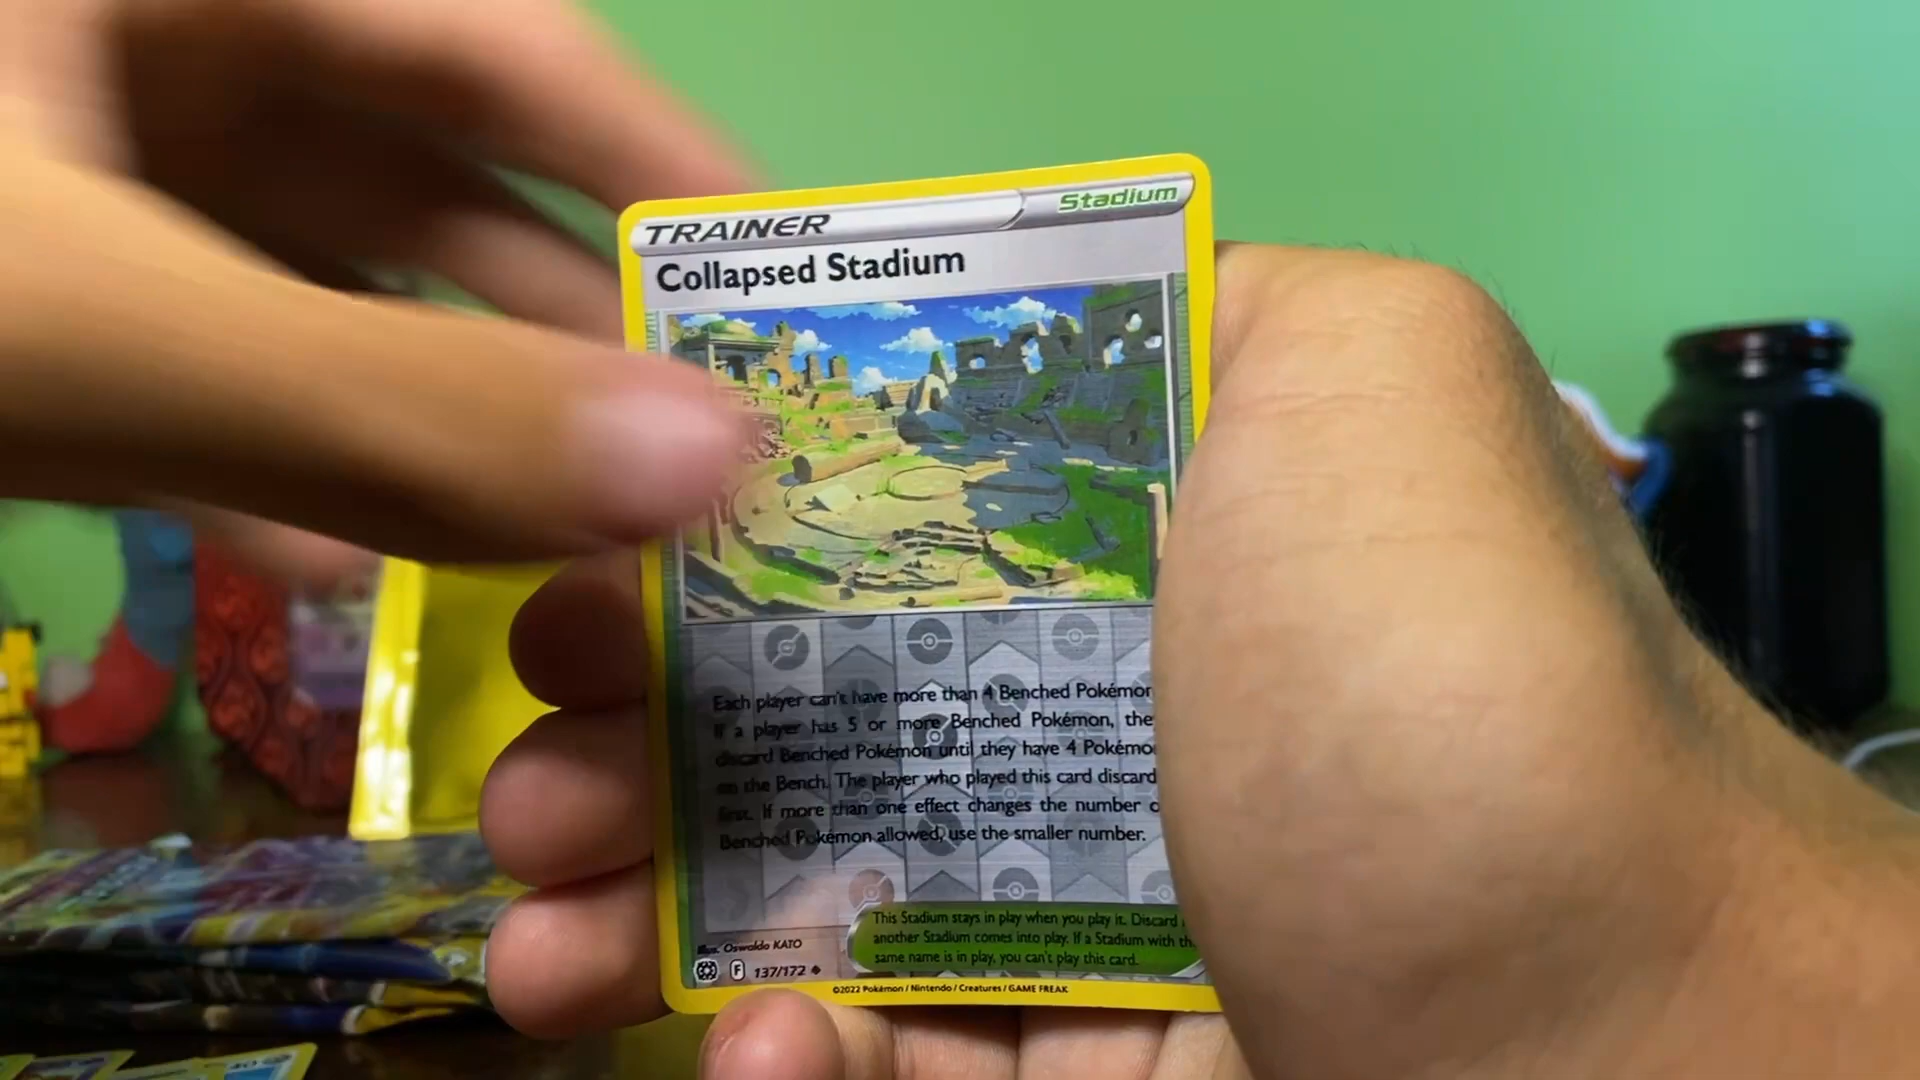 TRAINER
Stadium
Collapsed Stadium
Each player can't have more than 4 Benched Pokémon
If a player has 5 or more Benched Pokémon, the
discard Benched Pokémon until they have 4 Pokémo
on the Bench. The player who played this card discard
first. If more than one effect changes the number o
Benched Pokémon allowed, use the smaller number.
This Stadium stays in play when you play it. Discard
another Stadium comes into play. If a Stadium with th
same name is in play, you can't play this card.
Illus. Oswaldo KATO
F 137/172
©2022 Pokémon / Nintendo / Creatures / GAME FREAK